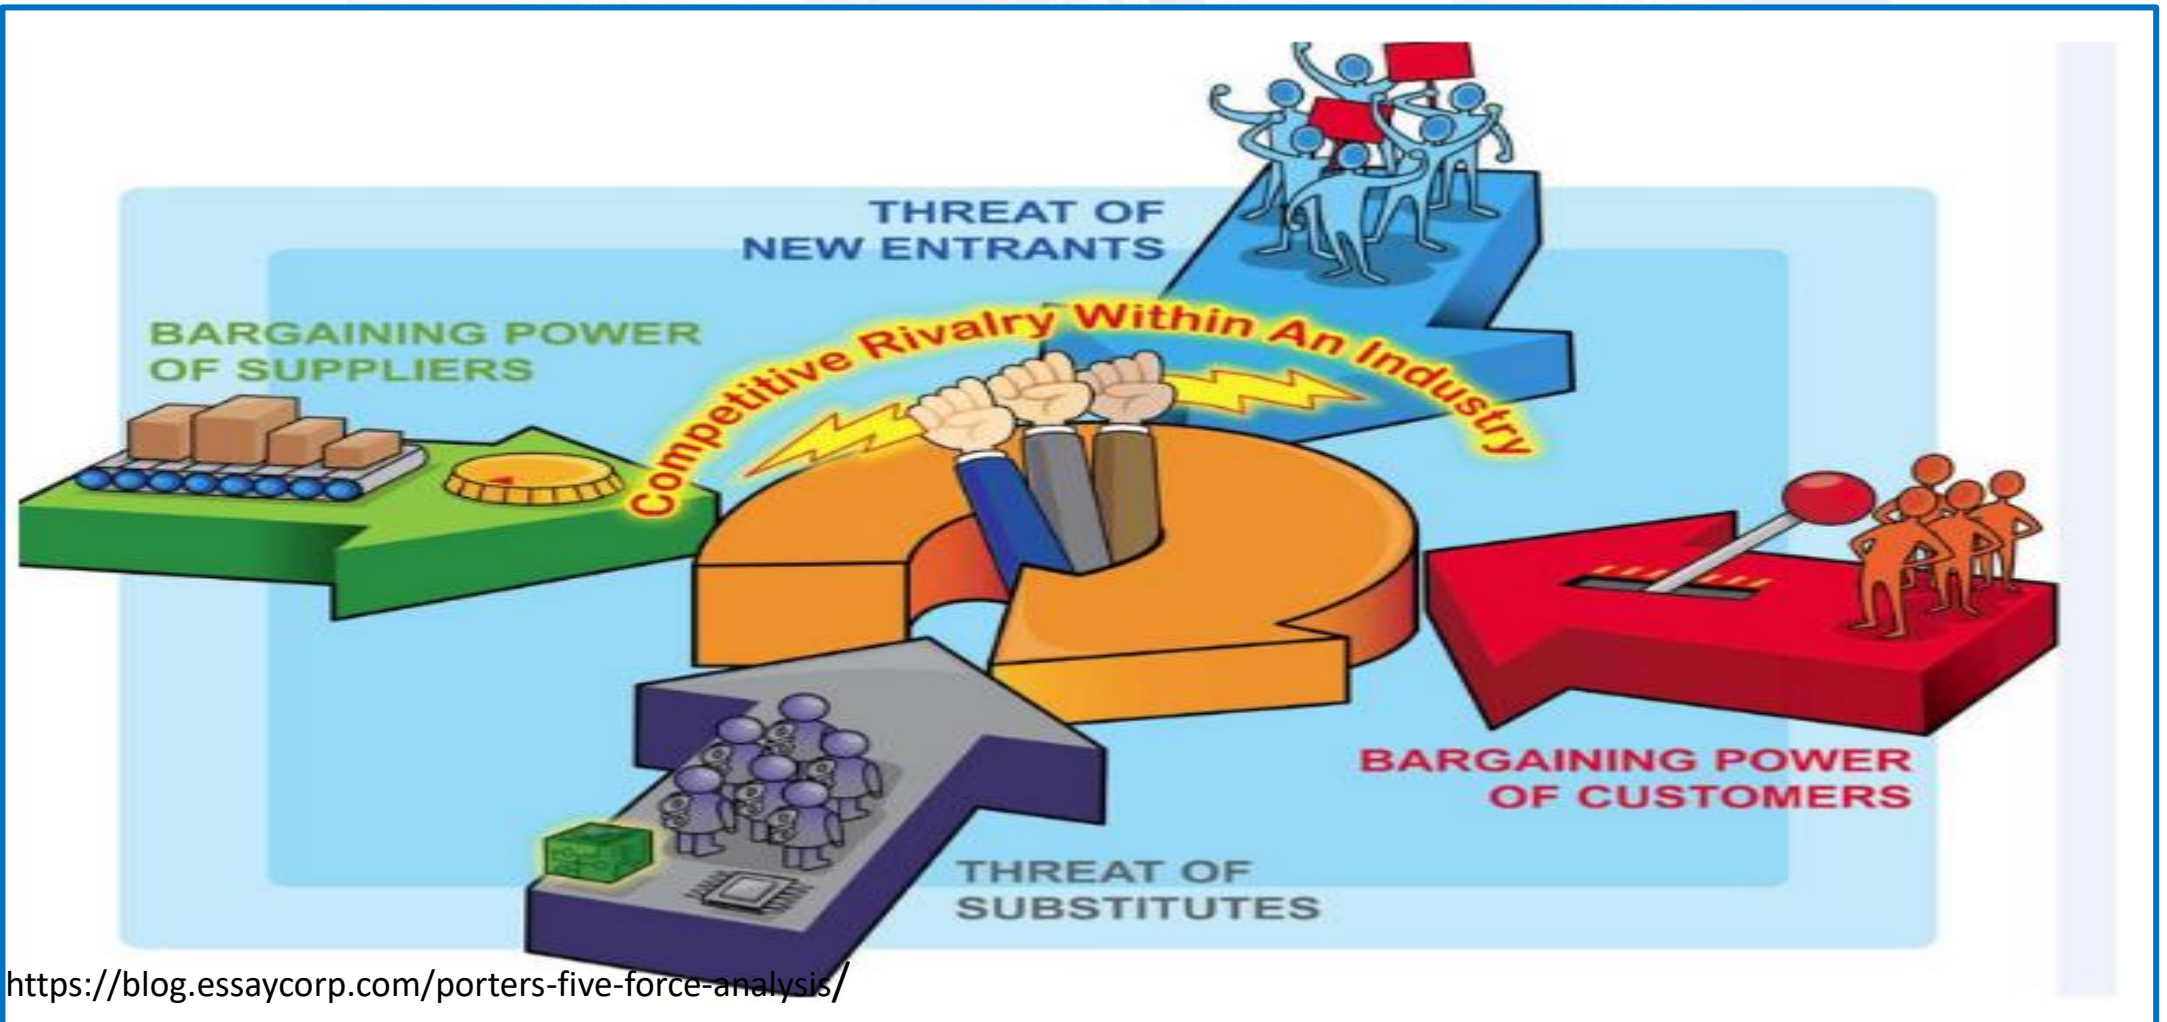 THREAT OF
NEW ENTRANTS
BARGAINING POWER
OF SUPPLIERS
Competitive Rivalry Within An Industry
BARGAINING POWER
OF CUSTOMERS
THREAT OF
SUBSTITUTES
https://blog.essaycorp.com/porters-five-force-analysis/